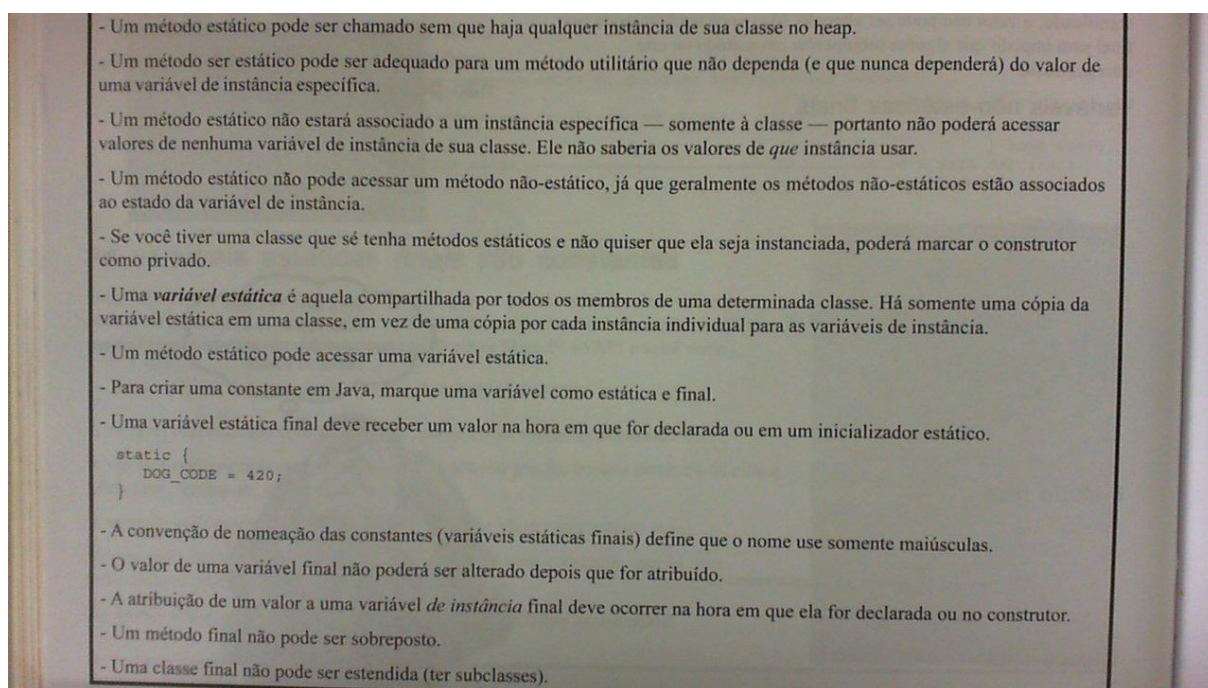 - Um método estático pode ser chamado sem que haja qualquer instância de sua classe no heap.
- Um método ser estático pode ser adequado para um método utilitário que não dependa (e que nunca dependerá) do valor de
uma variável de instância específica.
- Um método estático não estará associado a um instância específica — somente à classe — portanto não poderá acessar
valores de nenhuma variável de instância de sua classe. Ele não saberia os valores de que instância usar.
- Um método estático não pode acessar um método não-estático, já que geralmente os métodos não-estáticos estão associados
ao estado da variável de instância.
- Se você tiver uma classe que sé tenha métodos estáticos e não quiser que ela seja instanciada, poderá marcar o construtor
como privado.
- Uma variável estática é aquela compartilhada por todos os membros de uma determinada classe. Há somente uma cópia da
variável estática em uma classe, em vez de uma cópia por cada instância individual para as variáveis de instância.
- Um método estático pode acessar uma variável estática.
- Para criar uma constante em Java, marque uma variável como estática e final.
- Uma variável estática final deve receber um valor na hora em que for declarada ou em um inicializador estático.
static {
DOG_CODE = 420;
}
- A convenção de nomeação das constantes (variáveis estáticas finais) define que o nome use somente maiúsculas.
- O valor de uma variável final não poderá ser alterado depois que for atribuído.
- A atribuição de um valor a uma variável de instância final deve ocorrer na hora em que ela for declarada ou no construtor.
- Um método final não pode ser sobreposto.
- Uma classe final não pode ser estendida (ter subclasses).